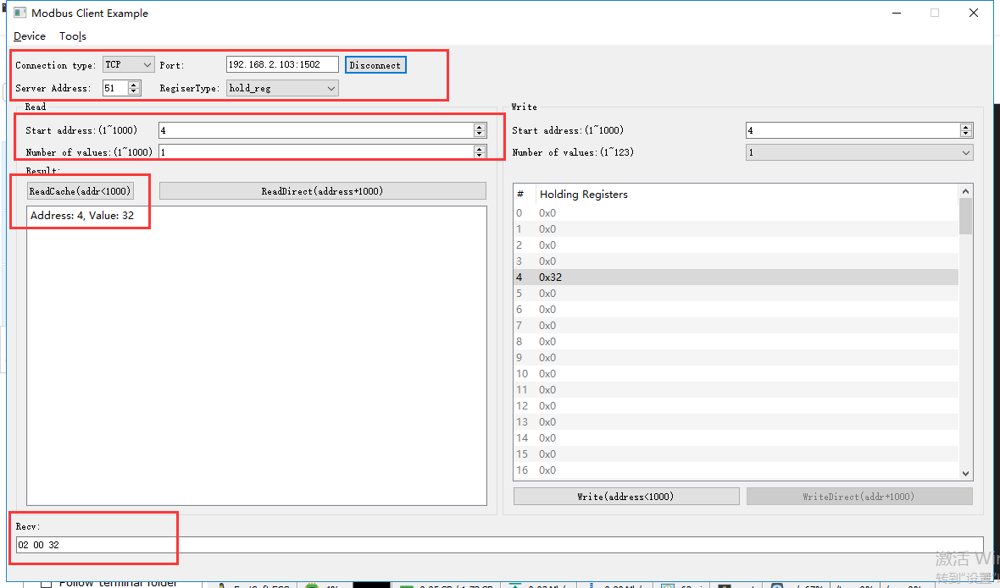 Modbus Client Example
Device Tools
Connection type: TCP Port: 192.168.2.103:1502 Disconnect
Server Address: 51 RegiserType: hold_reg
Read
Start address:(1~1000) 4
Number of values:(1~1000) 1
Result:
ReadCache(addr<1000) ReadDirect(address+1000)
Address: 4, Value: 32
Write
Start address:(1~1000) 4
Number of values:(1~123) 1
# Holding Registers
0 0x0
1 0x0
2 0x0
3 0x0
4 0x32
5 0x0
6 0x0
7 0x0
8 0x0
9 0x0
10 0x0
11 0x0
12 0x0
13 0x0
14 0x0
15 0x0
16 0x0
Write(address<1000) WriteDirect(addr+1000)
Recv:
02 00 32
激活 Wi
转到"设置"
Follow terminal folder